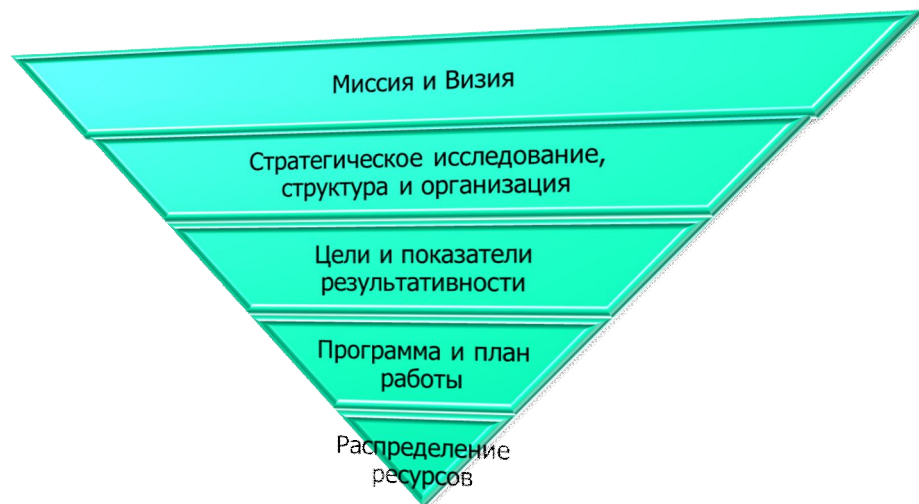 Миссия и Визия
Стратегическое исследование,
структура и организация
Цели и показатели
результативности
Программа и план
работы
Распределение
ресурсов